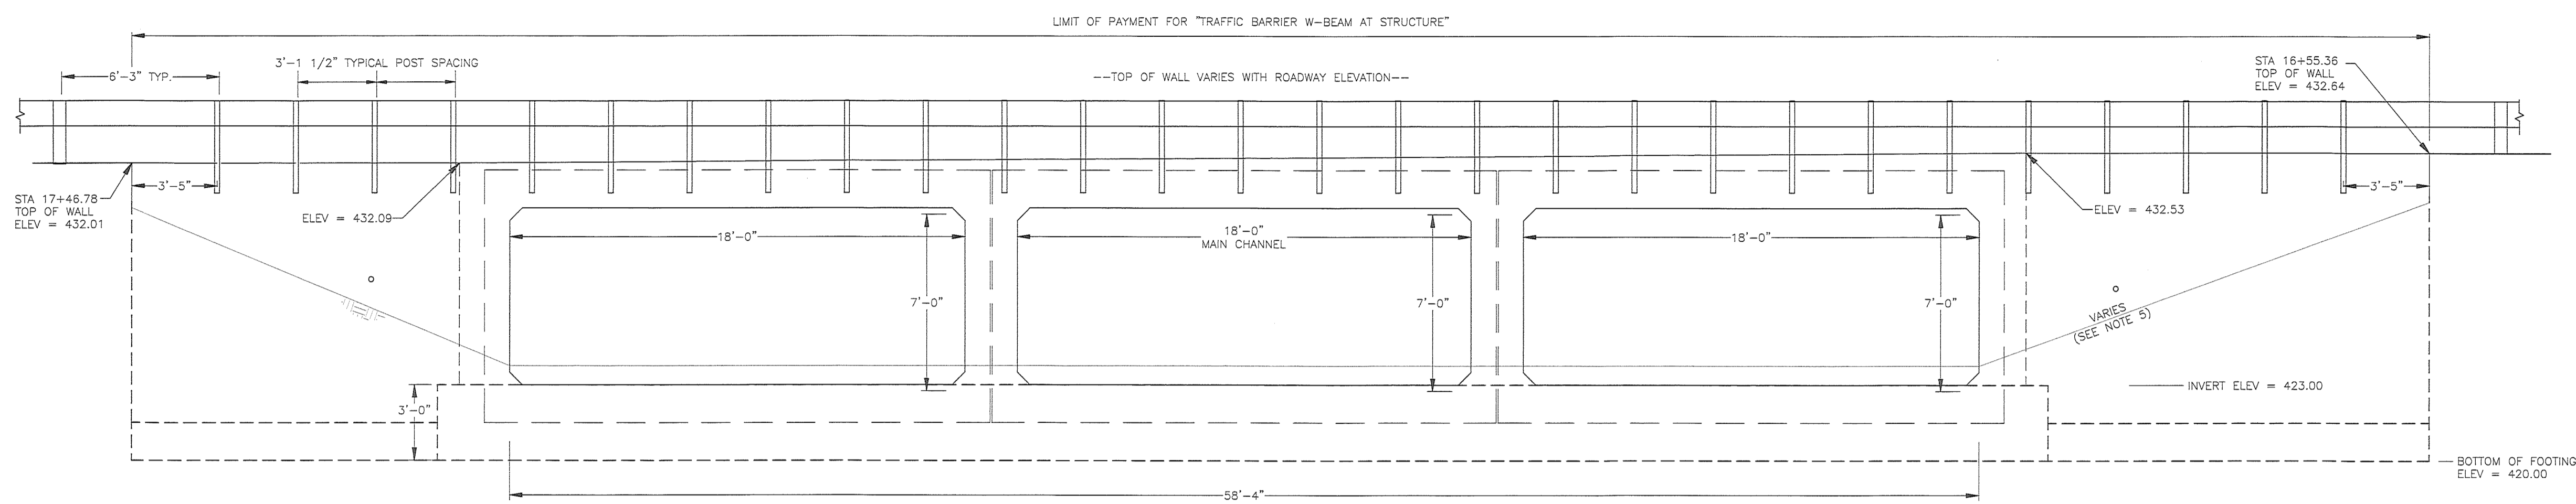 LIMIT OF PAYMENT FOR "TRAFFIC BARRIER W-BEAM AT STRUCTURE"
6'-3" TYP.
3'-1 1/2" TYPICAL POST SPACING
--TOP OF WALL VARIES WITH ROADWAY ELEVATION--
STA 16+55.36
TOP OF WALL
ELEV = 432.64
3'-5"
3'-5"
STA 17+46.78
TOP OF WALL
ELEV = 432.01
ELEV = 432.09
ELEV = 432.53
18'-0"
18'-0"
MAIN CHANNEL
18'-0"
7'-0"
7'-0"
7'-0"
VARIES
(SEE NOTE 5)
INVERT ELEV = 423.00
3'-0"
BOTTOM OF FOOTING
ELEV = 420.00
58'-4"